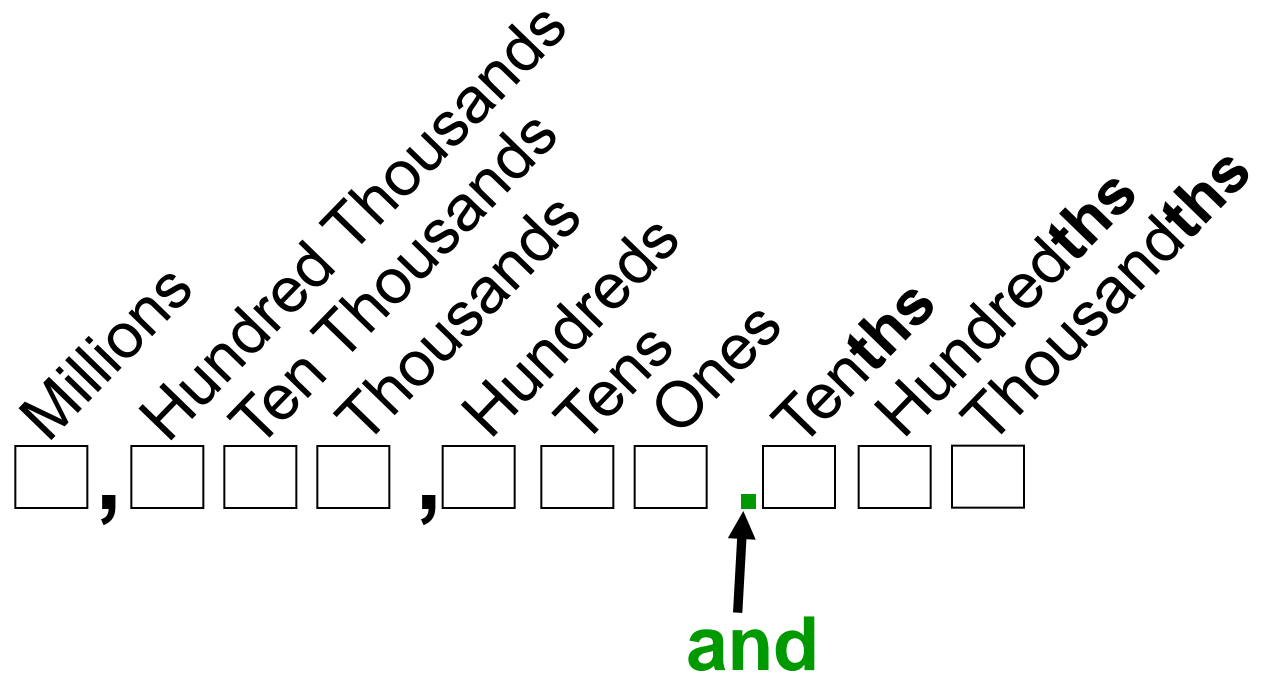 Millions
Hundred Thousands
Ten Thousands
Thousands
Hundreds
Tens
Ones
Tenths
Hundredths
Thousandths
, , .
and